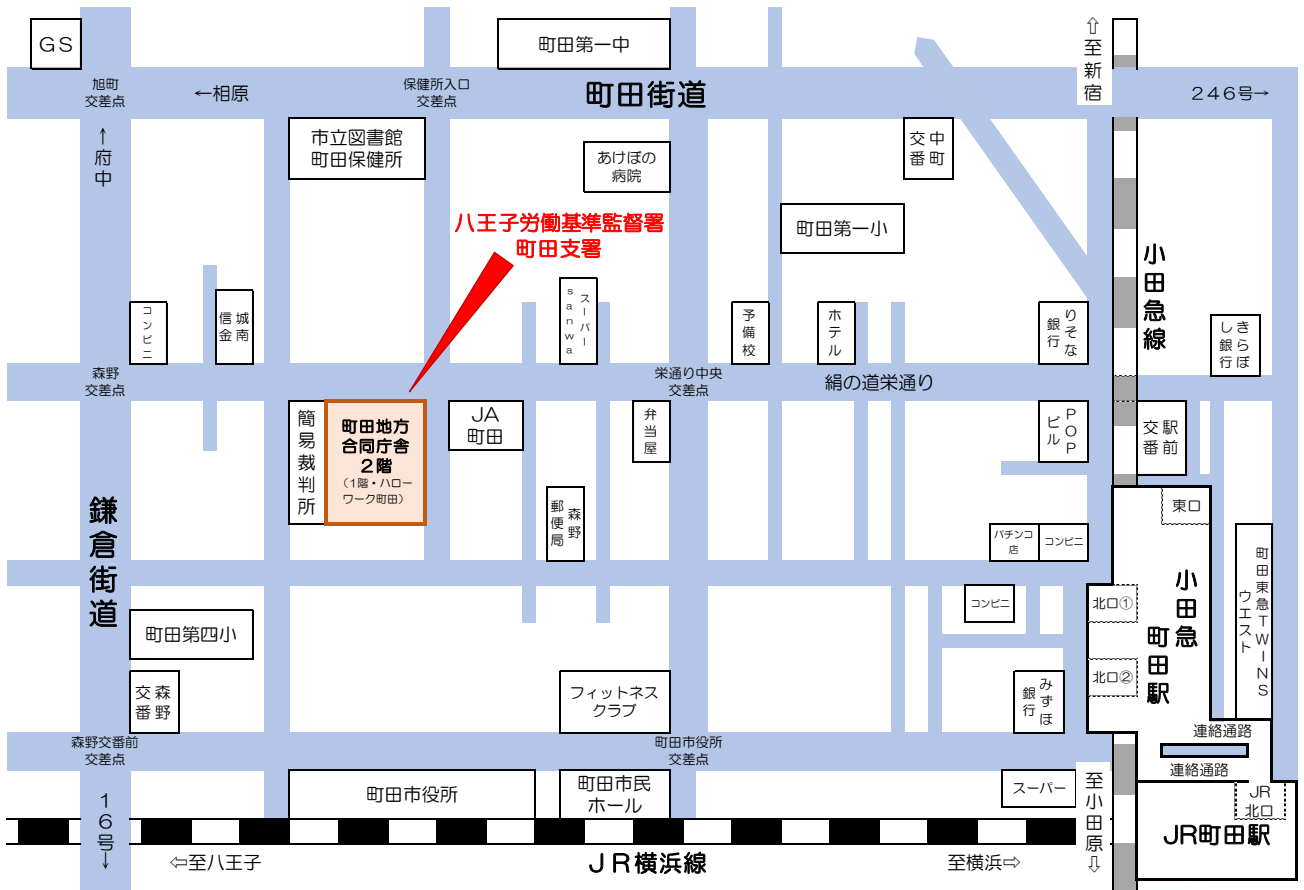 GS
町田第一中
⇧至新宿
旭町
交差点
←相原
保健所入口
交差点
町田街道
246号→
↑府中
市立図書館
町田保健所
あけぼの
病院
中町
交番
町田第一小
八王子労働基準監督署
町田支署
小田急線
コンビニ
城南
信金
スーパー
sanwa
予備校
ホテル
りそな
銀行
きらぼ
し銀行
森野
交差点
栄通り中央
交差点
絹の道栄通り
簡易裁判所
町田地方
合同庁舎
2階
(1階・ハロー
ワーク町田)
JA
町田
弁当屋
POP
ビル
駅前
交番
鎌倉街道
森野
郵便局
東口
パチンコ
店
コンビニ
町田東急TWINS
ウエスト
小田急
町田駅
コンビニ
北口①
町田第四小
北口②
森野
交番
フィットネス
クラブ
みずほ
銀行
連絡通路
森野交番前
交差点
町田市役所
交差点
連絡通路
16号↓
町田市役所
町田市民
ホール
スーパー
至小田原⇩
JR
北口
JR町田駅
⇦至八王子
JR横浜線
至横浜⇨